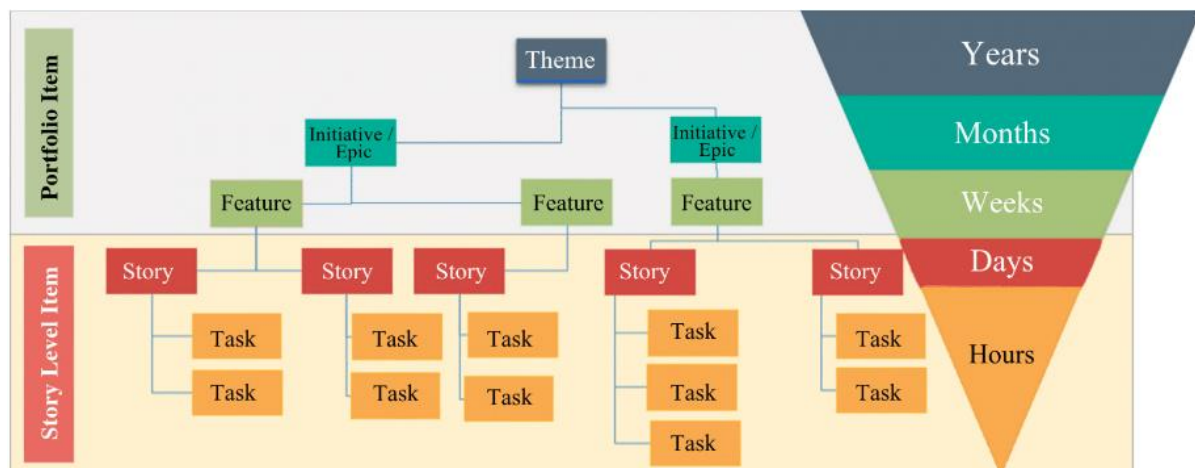 Portfolio Item
Theme
Years
Initiative /
Epic
Initiative /
Epic
Months
Feature
Feature
Feature
Weeks
Story Level Item
Story
Story
Story
Story
Story
Days
Task
Task
Task
Task
Task
Hours
Task
Task
Task
Task
Task
Task